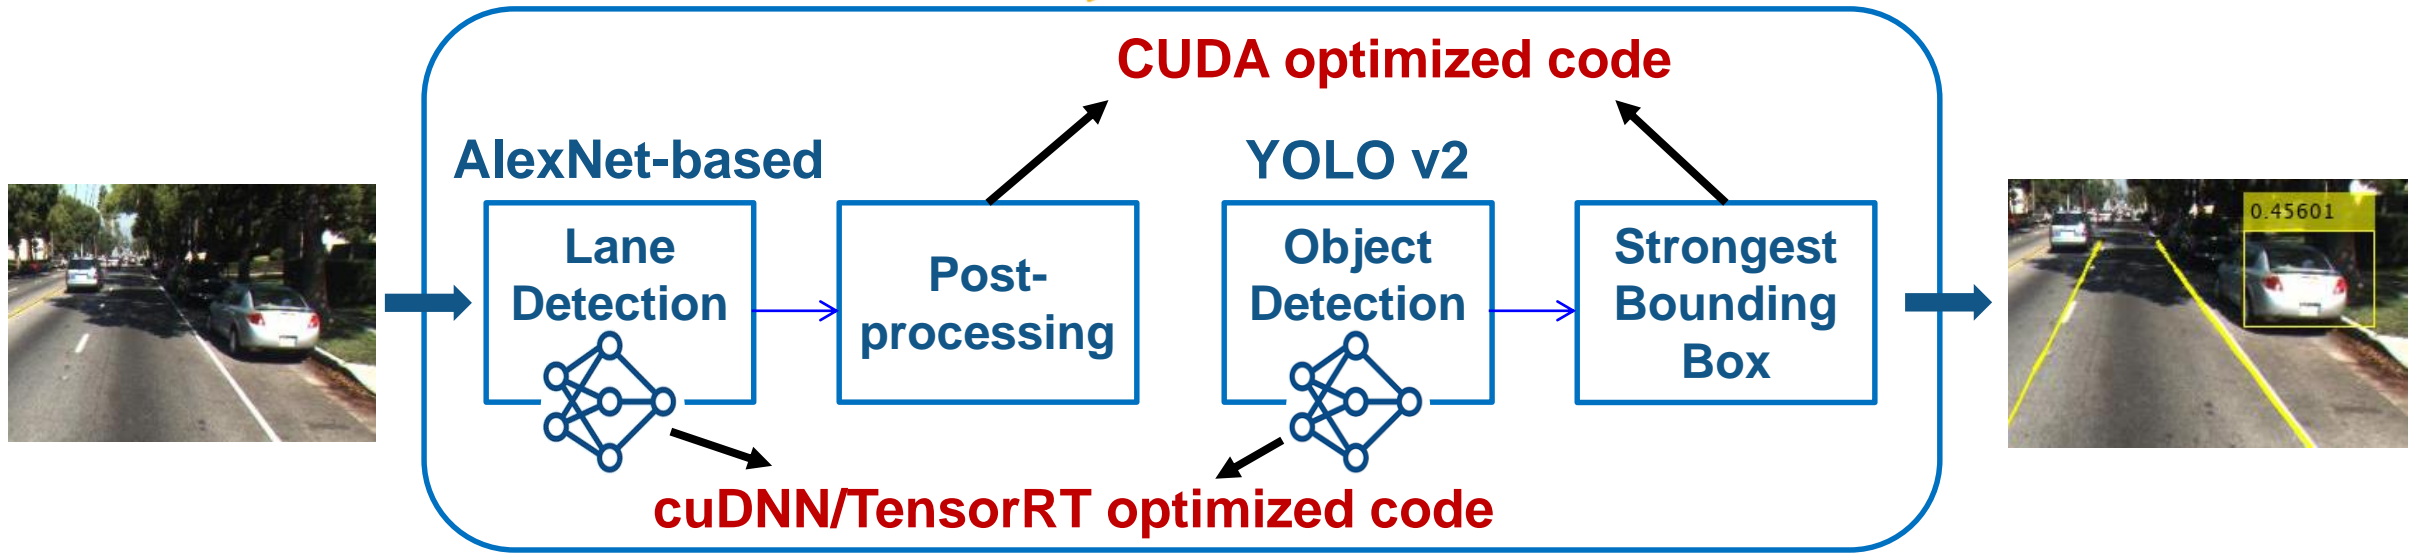 CUDA optimized code
AlexNet-based
YOLO v2
Lane
Detection
Post-
processing
Object
Detection
Strongest
Bounding
Box
0.45601
cuDNN/TensorRT optimized code